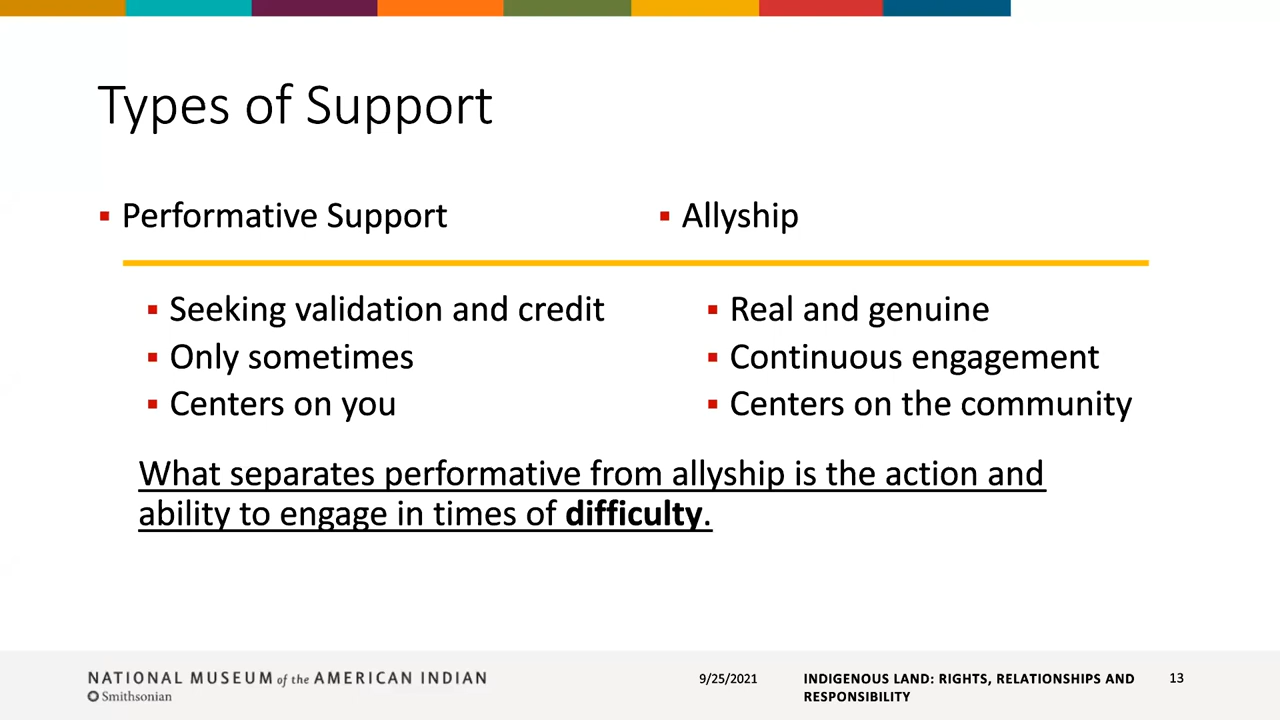 Types of Support
▪ Performative Support
▪ Allyship
▪ Seeking validation and credit
▪ Only sometimes
▪ Centers on you
▪ Real and genuine
▪ Continuous engagement
▪ Centers on the community
What separates performative from allyship is the action and
ability to engage in times of difficulty.
NATIONAL MUSEUM of the AMERICAN INDIAN
Smithsonian
9/25/2021
INDIGENOUS LAND: RIGHTS, RELATIONSHIPS AND
RESPONSIBILITY
13